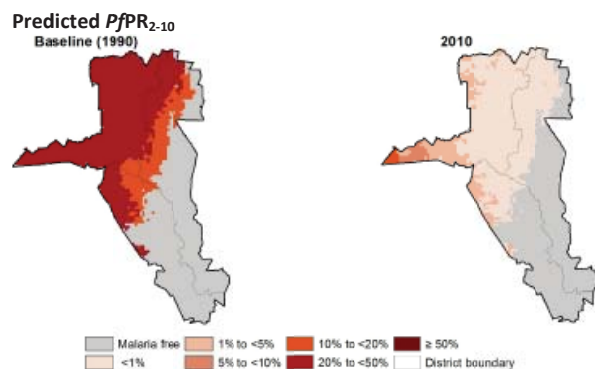 Predicted PfPR2-10
Baseline (1990)
2010
Malaria free
1% to <5%
10% to <20%
≥ 50%
<1%
5% to <10%
20% to <50%
District boundary